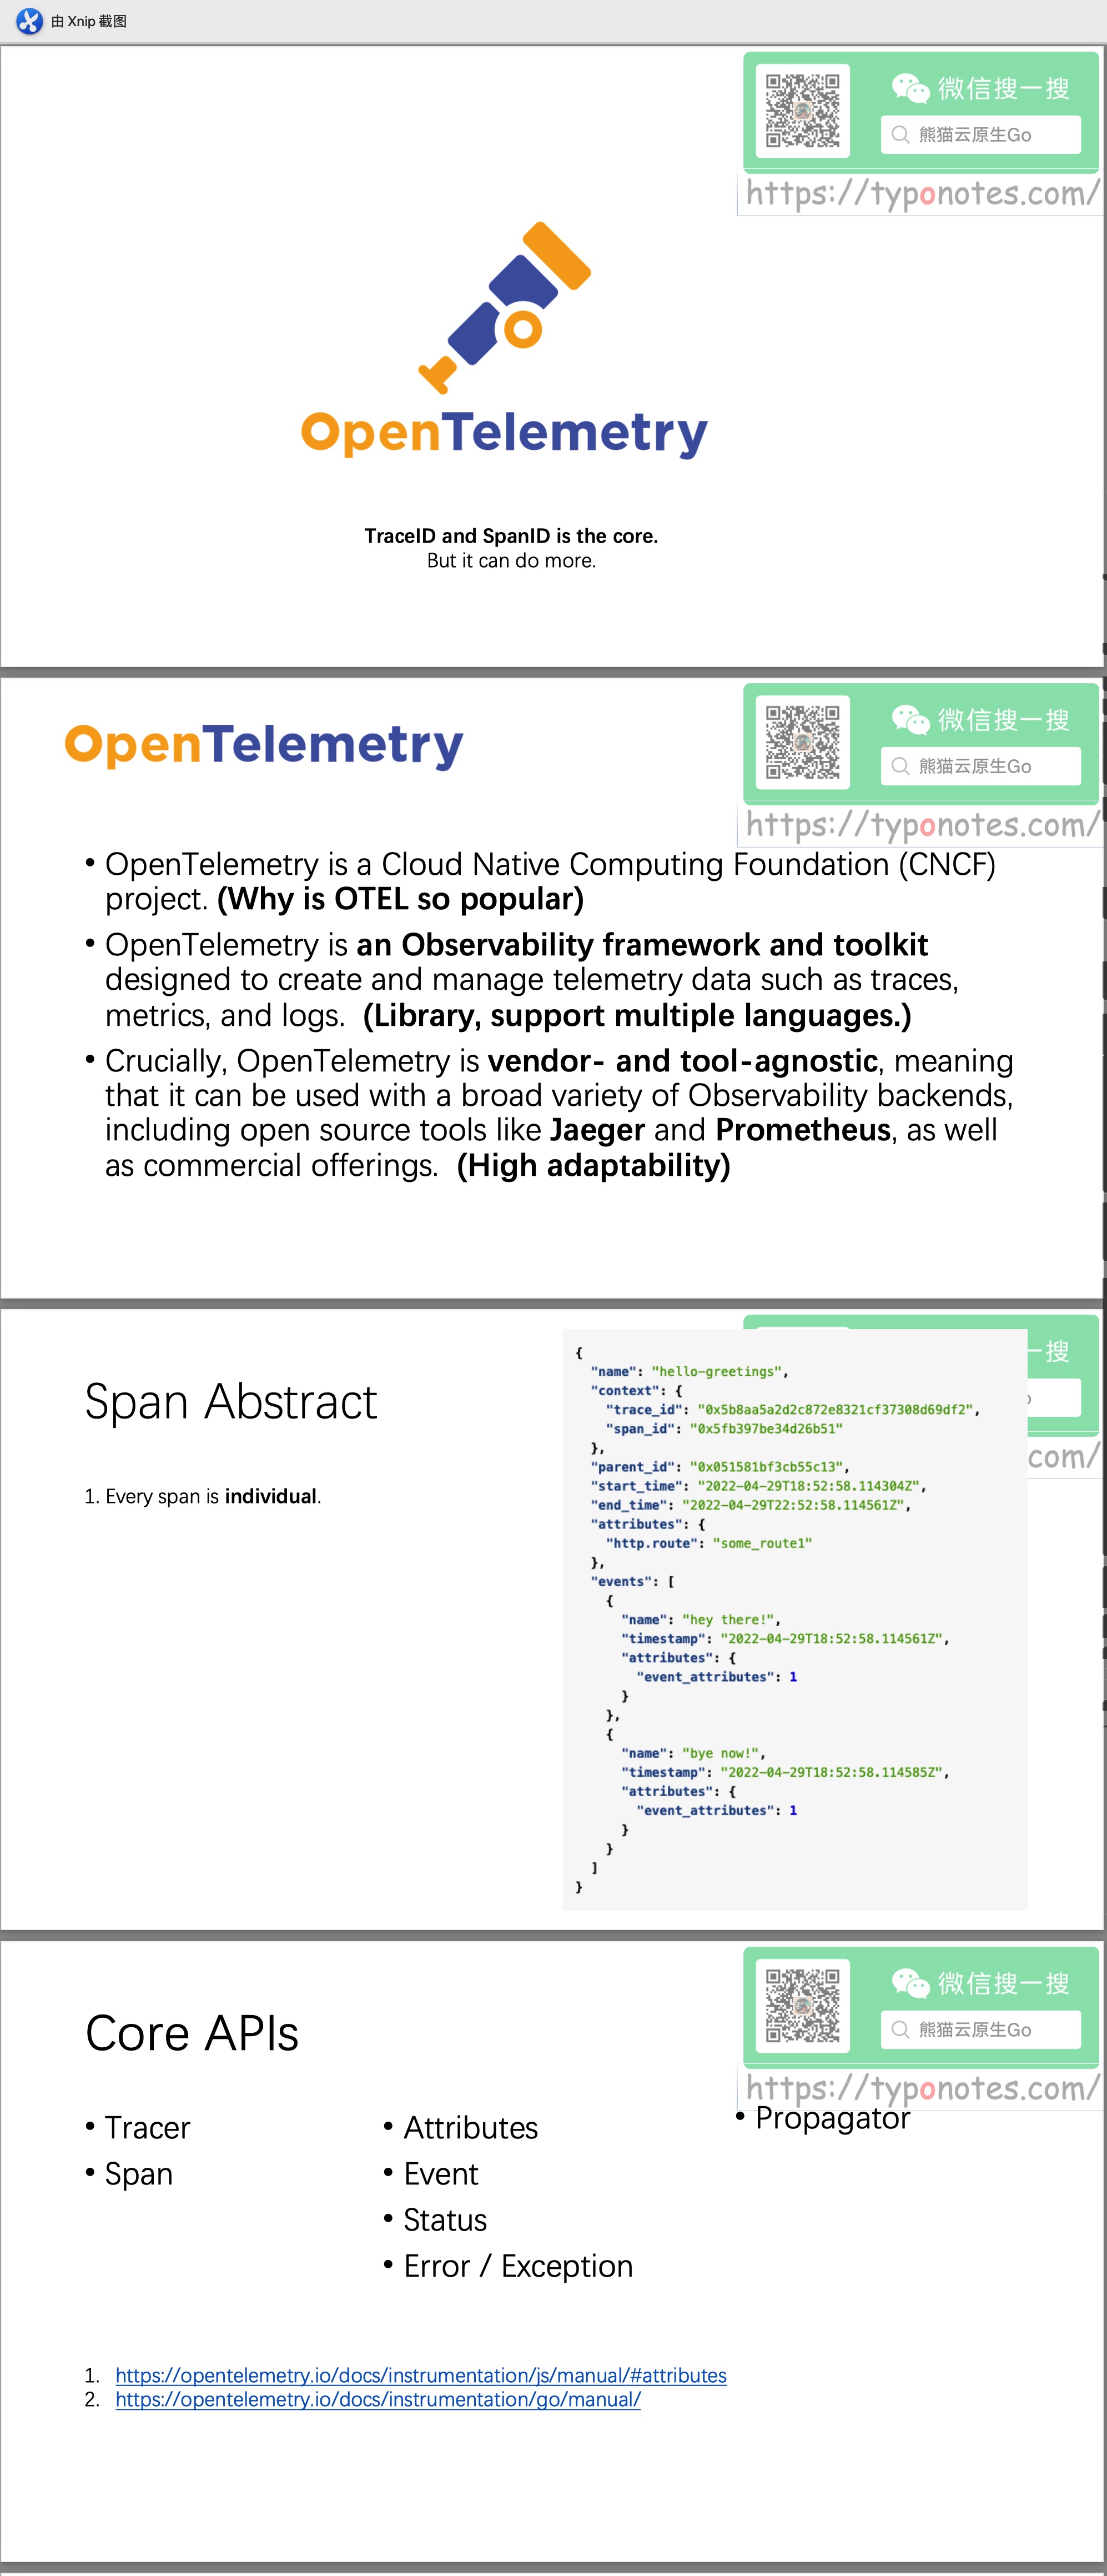 由 Xnip 截图
微信搜一搜
熊猫云原生Go
https://typonotes.com/
OpenTelemetry
TraceID and SpanID is the core.
But it can do more.
OpenTelemetry
微信搜一搜
熊猫云原生Go
https://typonotes.com/
• OpenTelemetry is a Cloud Native Computing Foundation (CNCF)
project. (Why is OTEL so popular)
• OpenTelemetry is an Observability framework and toolkit
designed to create and manage telemetry data such as traces,
metrics, and logs. (Library, support multiple languages.)
• Crucially, OpenTelemetry is vendor- and tool-agnostic, meaning
that it can be used with a broad variety of Observability backends,
including open source tools like Jaeger and Prometheus, as well
as commercial offerings. (High adaptability)
一搜
com/
Span Abstract
1. Every span is individual.
{
"name": "hello-greetings",
"context": {
"trace_id": "0x5b8aa5a2d2c872e8321cf37308d69df2",
"span_id": "0x5fb397be34d26b51"
},
"parent_id": "0x051581bf3cb55c13",
"start_time": "2022-04-29T18:52:58.114304Z",
"end_time": "2022-04-29T22:52:58.114561Z",
"attributes": {
"http.route": "some_route1"
},
"events": [
{
"name": "hey there!",
"timestamp": "2022-04-29T18:52:58.114561Z",
"attributes": {
"event_attributes": 1
}
},
{
"name": "bye now!",
"timestamp": "2022-04-29T18:52:58.114585Z",
"attributes": {
"event_attributes": 1
}
}
]
}
微信搜一搜
熊猫云原生Go
https://typonotes.com/
Core APIs
• Tracer
• Span
• Attributes
• Event
• Status
• Error / Exception
• Propagator
1. https://opentelemetry.io/docs/instrumentation/js/manual/#attributes
2. https://opentelemetry.io/docs/instrumentation/go/manual/